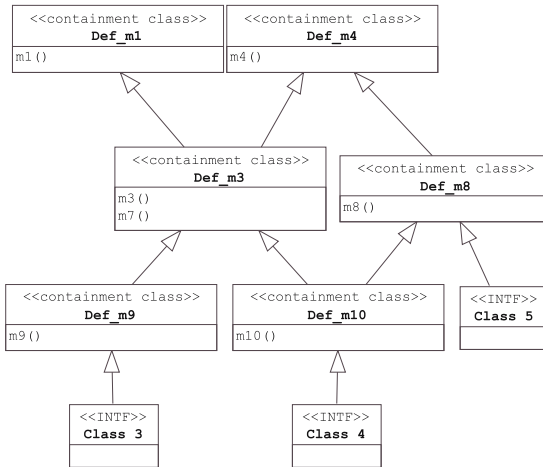 <<containment class>>
Def_m1
m1()
<<containment class>>
Def_m4
m4()
<<containment class>>
Def_m3
m3()
m7()
<<containment class>>
Def_m8
m8()
<<containment class>>
Def_m9
m9()
<<containment class>>
Def_m10
m10()
<<INTF>>
Class 5
<<INTF>>
Class 3
<<INTF>>
Class 4